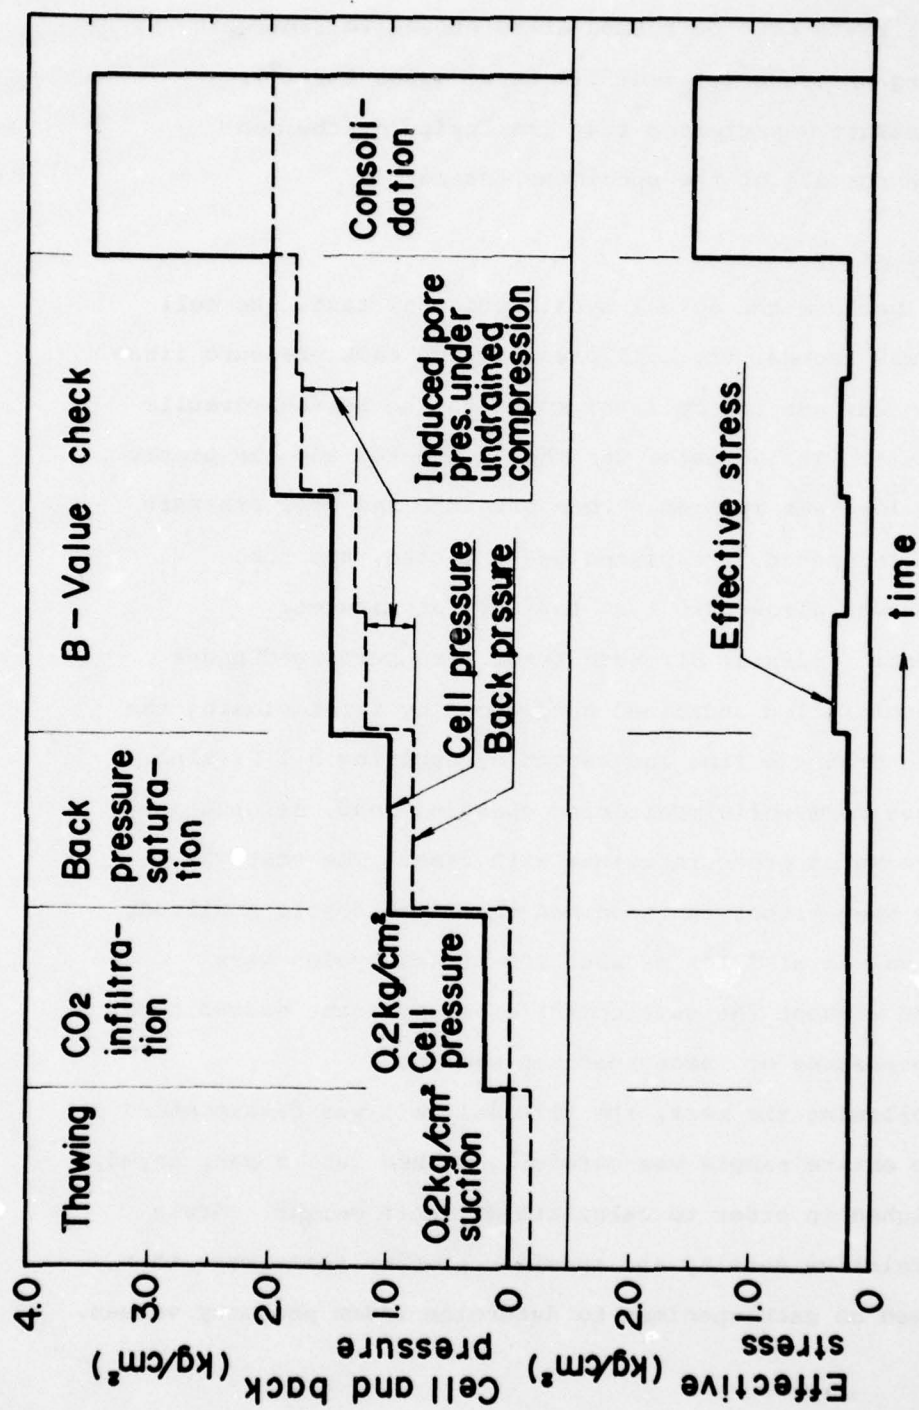 Thawing
CO2
infiltra-
tion
Back
pressure
satura-
tion
B-Value check
4.0
3.0
2.0
1.0
0
Cell and back
pressure
(kg/cm²)
0.2kg/cm²
suction
0.2kg/cm²
Cell
pressure
Cell pressure
Back prssure
Induced pore
pres. under
undrained
compression
Consoli-
dation
2.0
1.0
0
Effective
stress
(kg/cm²)
Effective stress
time